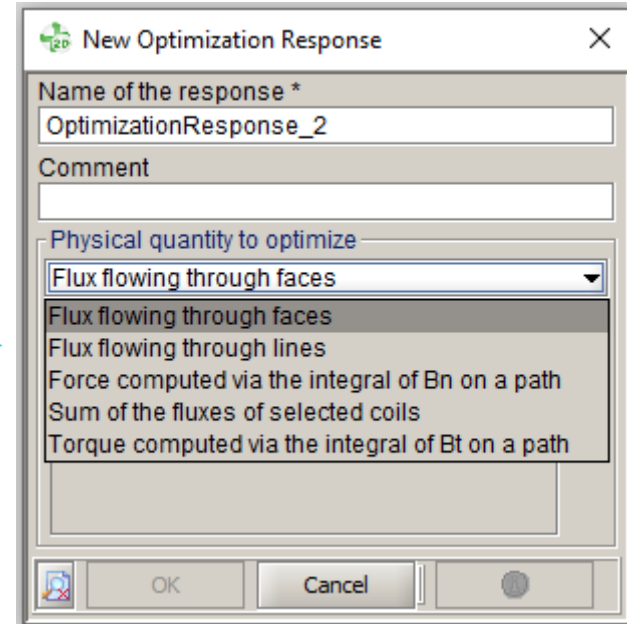 2D
New Optimization Response
Name of the response *
OptimizationResponse_2
Comment
Physical quantity to optimize
Flux flowing through faces
Flux flowing through faces
Flux flowing through lines
Force computed via the integral of Bn on a path
Sum of the fluxes of selected coils
Torque computed via the integral of Bt on a path
OK
Cancel